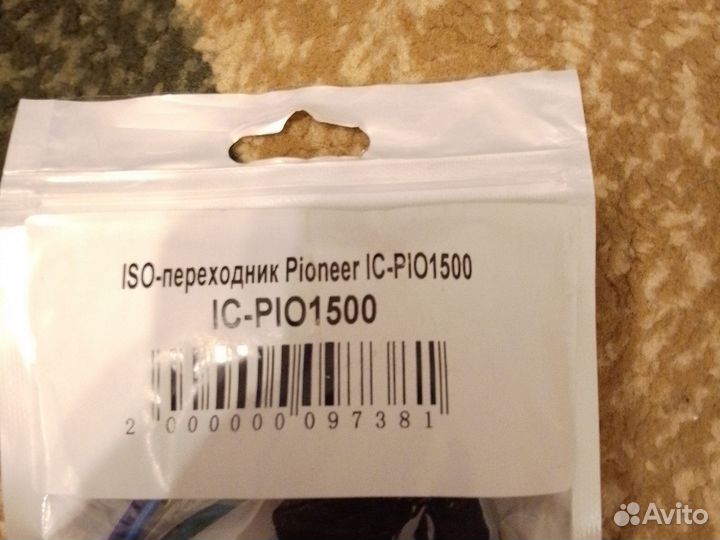 ISO-переходник Pioneer IC-PIO1500
IC-PIO1500
2 000000 097381
Avito